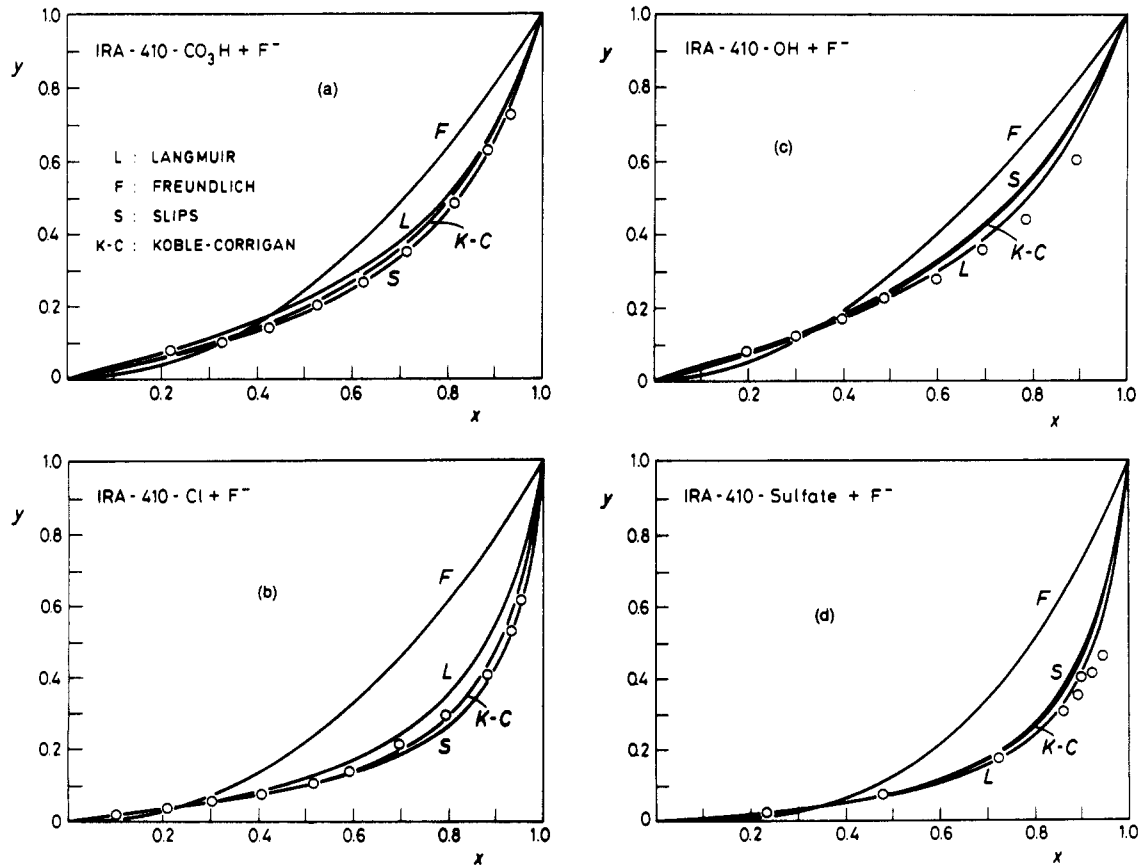 IRA-410-CO₃H + F⁻
(a)
y
1.0
0.8
0.6
0.4
0.2
0
F
L : LANGMUIR
F : FREUNDLICH
S : SLIPS
K-C : KOBLE-CORRIGAN
L
K-C
S
0.2
0.4
0.6
0.8
1.0
x
IRA-410-OH + F⁻
(c)
y
1.0
0.8
0.6
0.4
0.2
0
F
S
K-C
L
0.2
0.4
0.6
0.8
1.0
x
IRA-410-Cl + F⁻
(b)
y
1.0
0.8
0.6
0.4
0.2
0
F
L
K-C
S
0.2
0.4
0.6
0.8
1.0
x
IRA-410-Sulfate + F⁻
(d)
y
1.0
0.8
0.6
0.4
0.2
0
F
S
K-C
L
0.2
0.4
0.6
0.8
1.0
x